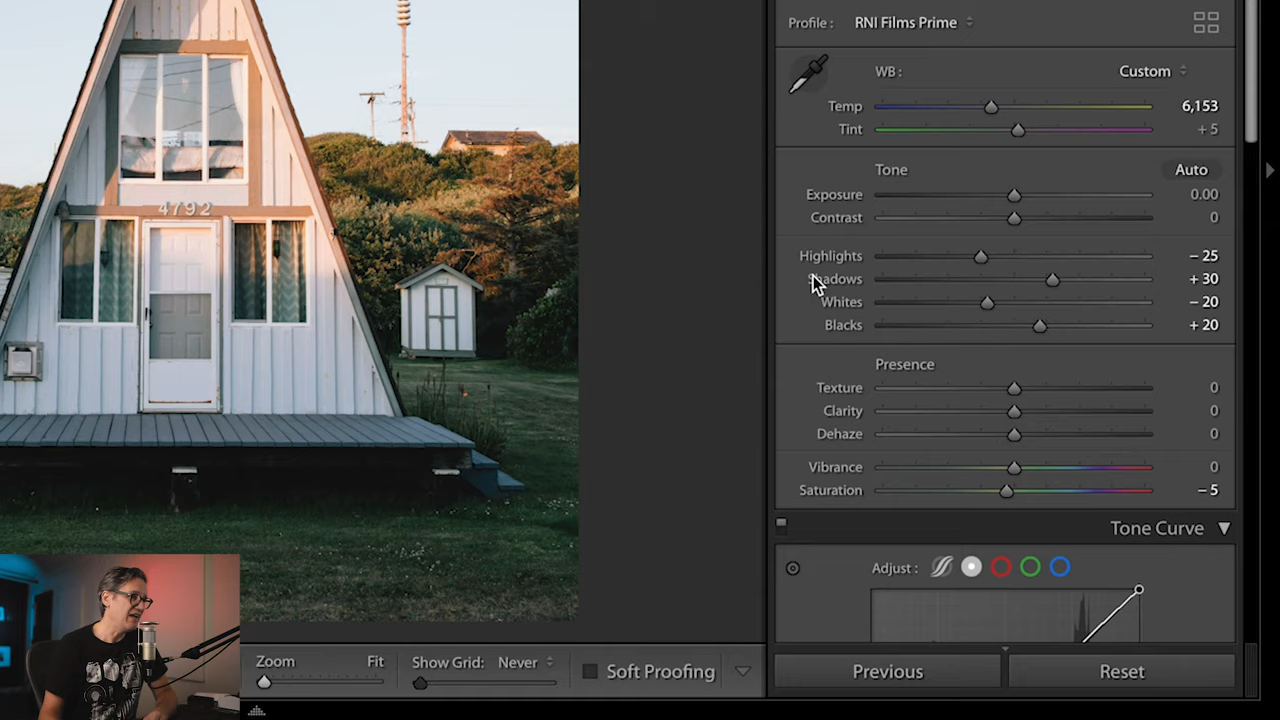 Profile : RNI Films Prime
WB : Custom
Temp 6,153
Tint + 5
Tone Auto
Exposure 0.00
Contrast 0
Highlights − 25
Shadows + 30
Whites − 20
Blacks + 20
Presence
Texture 0
Clarity 0
Dehaze 0
Vibrance 0
Saturation − 5
Tone Curve
Adjust :
4792
Zoom Fit Show Grid: Never Soft Proofing
Previous Reset